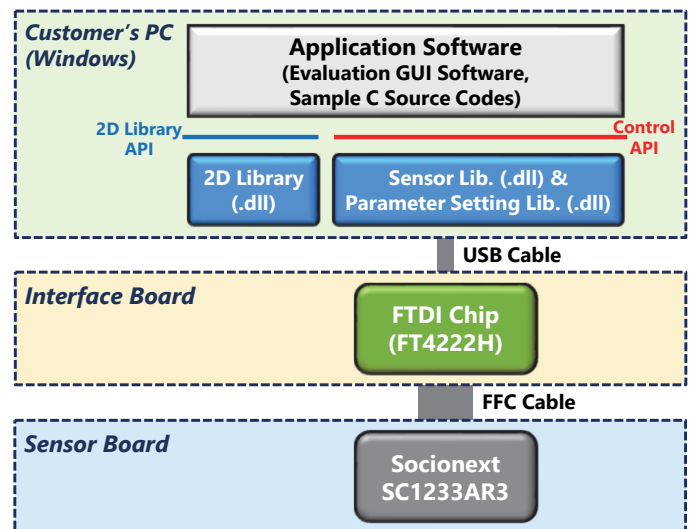 Customer's PC
(Windows)
Application Software
(Evaluation GUI Software,
Sample C Source Codes)
2D Library
API
Control
API
2D Library
(.dll)
Sensor Lib. (.dll) &
Parameter Setting Lib. (.dll)
USB Cable
Interface Board
FTDI Chip
(FT4222H)
FFC Cable
Sensor Board
Socionext
SC1233AR3